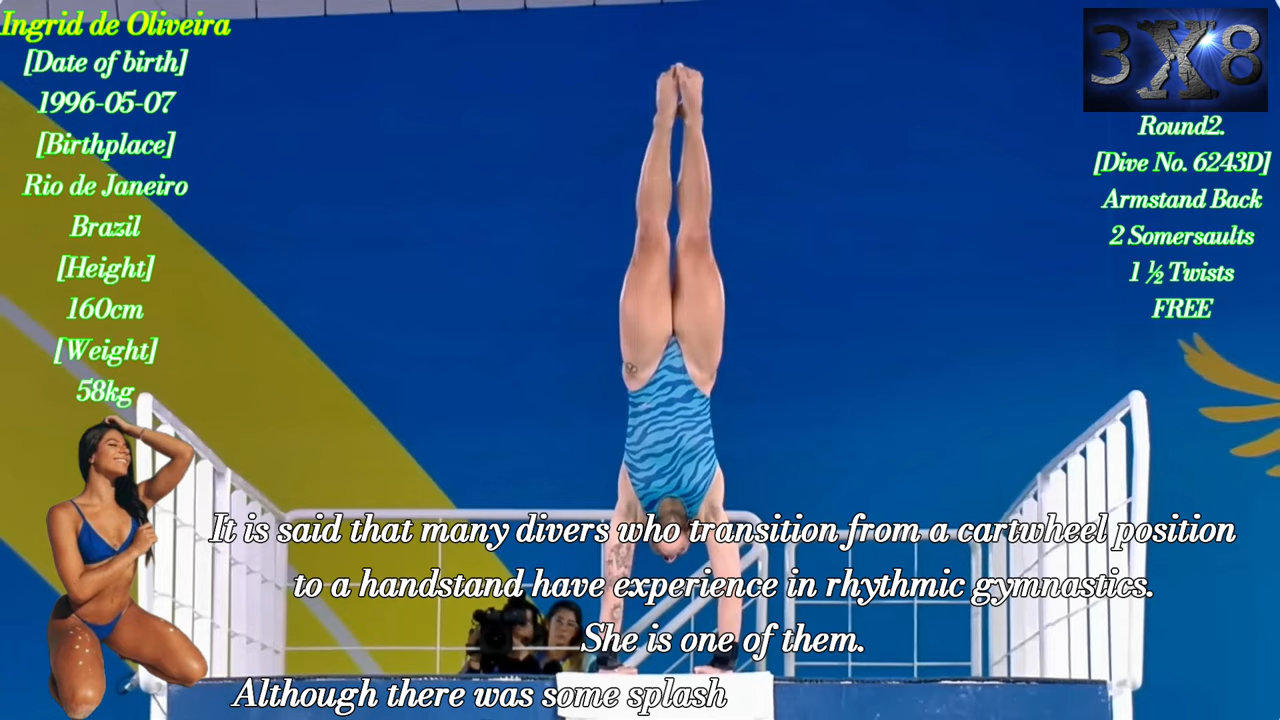 Ingrid de Oliveira
[Date of birth]
1996-05-07
[Birthplace]
Rio de Janeiro
Brazil
[Height]
160cm
[Weight]
58kg
3X8
Round2.
[Dive No. 6243D]
Armstand Back
2 Somersaults
1 ½ Twists
FREE
It is said that many divers who transition from a cartwheel position
to a handstand have experience in rhythmic gymnastics.
She is one of them.
Although there was some splash